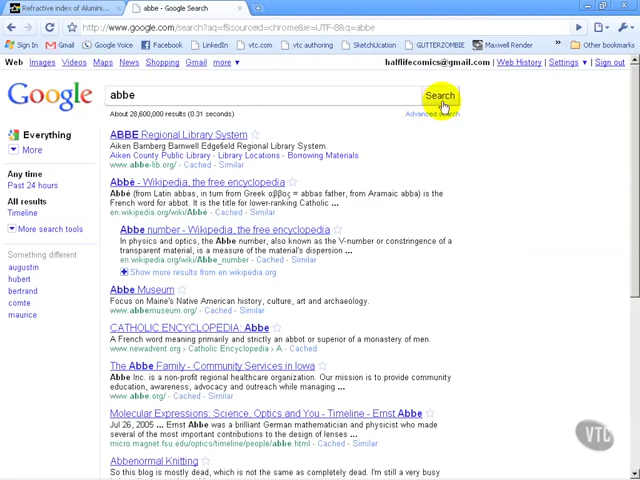 Refractive index of Alumini...
abbe - Google Search
http://www.google.com/search?aq=f&sourceid=chrome&ie=UTF-8&q=abbe
Sign In Gmail Google Voice Facebook LinkedIn vtc.com vtc authoring SketchUcation GUTTERZOMBIE Maxwell Render Other bookmarks
Web Images Videos Maps News Shopping Gmail more halflifecomics@gmail.com | Web History | Settings | Sign out
Google abbe Search
About 28,600,000 results (0.31 seconds) Advanced search
Everything
More
Any time
Past 24 hours
All results
Timeline
More search tools
Something different
augustin
hubert
bertrand
comte
maurice
ABBE Regional Library System
Aiken Bamberg Barnwell Edgefield Regional Library System.
Aiken County Public Library - Library Locations - Borrowing Materials
www.abbe-lib.org/ - Cached - Similar
Abbé - Wikipedia, the free encyclopedia
Abbé (from Latin abbas, in turn from Greek αββας = abbas father, from Aramaic abba) is the
French word for abbot. It is the title for lower-ranking Catholic ...
en.wikipedia.org/wiki/Abbé - Cached - Similar
Abbe number - Wikipedia, the free encyclopedia
In physics and optics, the Abbe number, also known as the V-number or constringence of a
transparent material, is a measure of the material's dispersion ...
en.wikipedia.org/wiki/Abbe_number - Cached - Similar
Show more results from en.wikipedia.org
Abbe Museum
Focus on Maine's Native American history, culture, art and archaeology.
www.abbemuseum.org/ - Cached - Similar
CATHOLIC ENCYCLOPEDIA: Abbe
A French word meaning primarily and strictly an abbot or superior of a monastery of men.
www.newadvent.org › Catholic Encyclopedia › A - Cached
The Abbe Family - Community Services in Iowa
Abbe Inc. is a non-profit regional healthcare organization. Our mission is to provide community
education, awareness, advocacy and outreach while marshaling ...
www.abbe.org/ - Cached - Similar
Molecular Expressions: Science, Optics and You - Timeline - Ernst Abbe
Jul 26, 2005 ... Ernst Abbe was a brilliant German mathematician and physicist who made
several of the most important contributions to the design of lenses ...
micro.magnet.fsu.edu/optics/timeline/people/abbe.html - Cached - Similar
Abbenormal Knitting
So this blog is mostly dead, which is not the same as completely dead. I'm still a very busy
VTC